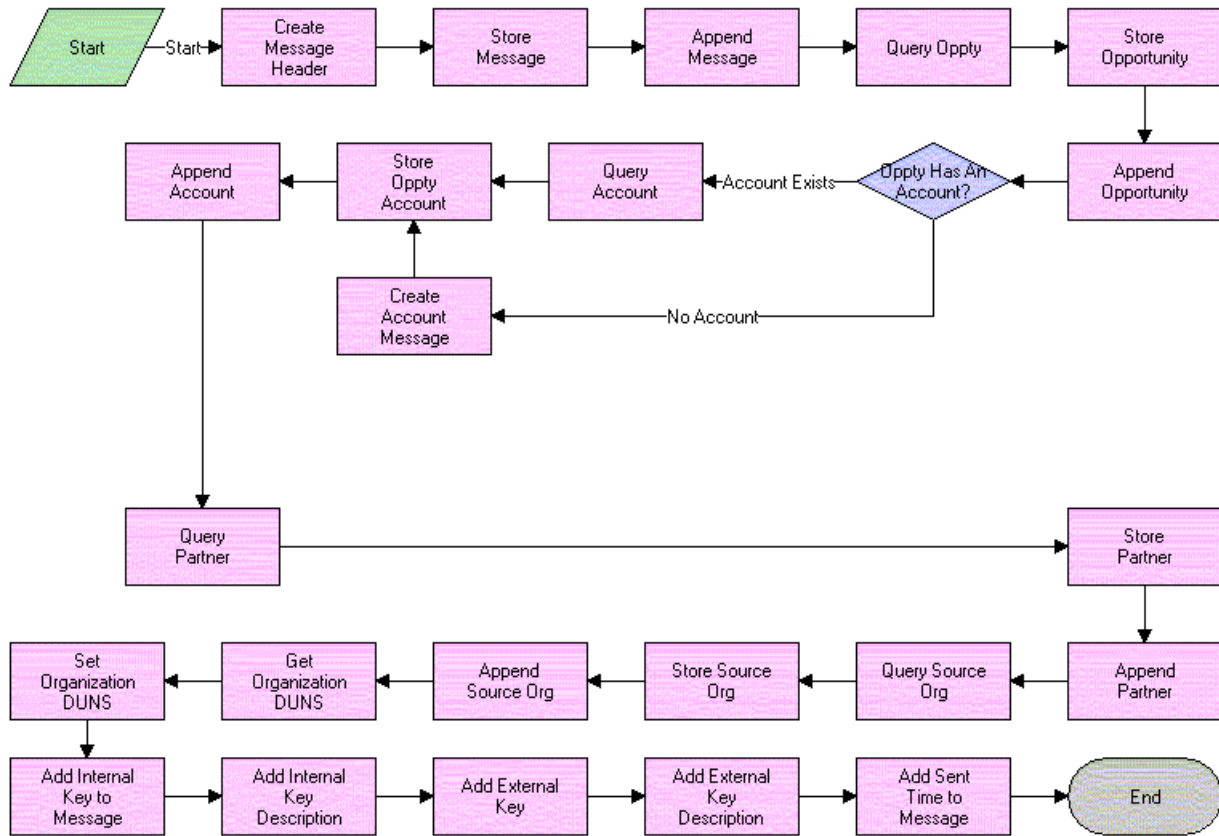 Start
Start
Create
Message
Header
Store
Message
Append
Message
Query Oppty
Store
Opportunity
Append
Account
Store
Oppty
Account
Query
Account
Account Exists
Oppty Has An
Account?
Append
Opportunity
Create
Account
Message
No Account
Query
Partner
Store
Partner
Set
Organization
DUNS
Get
Organization
DUNS
Append
Source Org
Store Source
Org
Query Source
Org
Append
Partner
Add Internal
Key to
Message
Add Internal
Key
Description
Add External
Key
Add External
Key
Description
Add Sent
Time to
Message
End